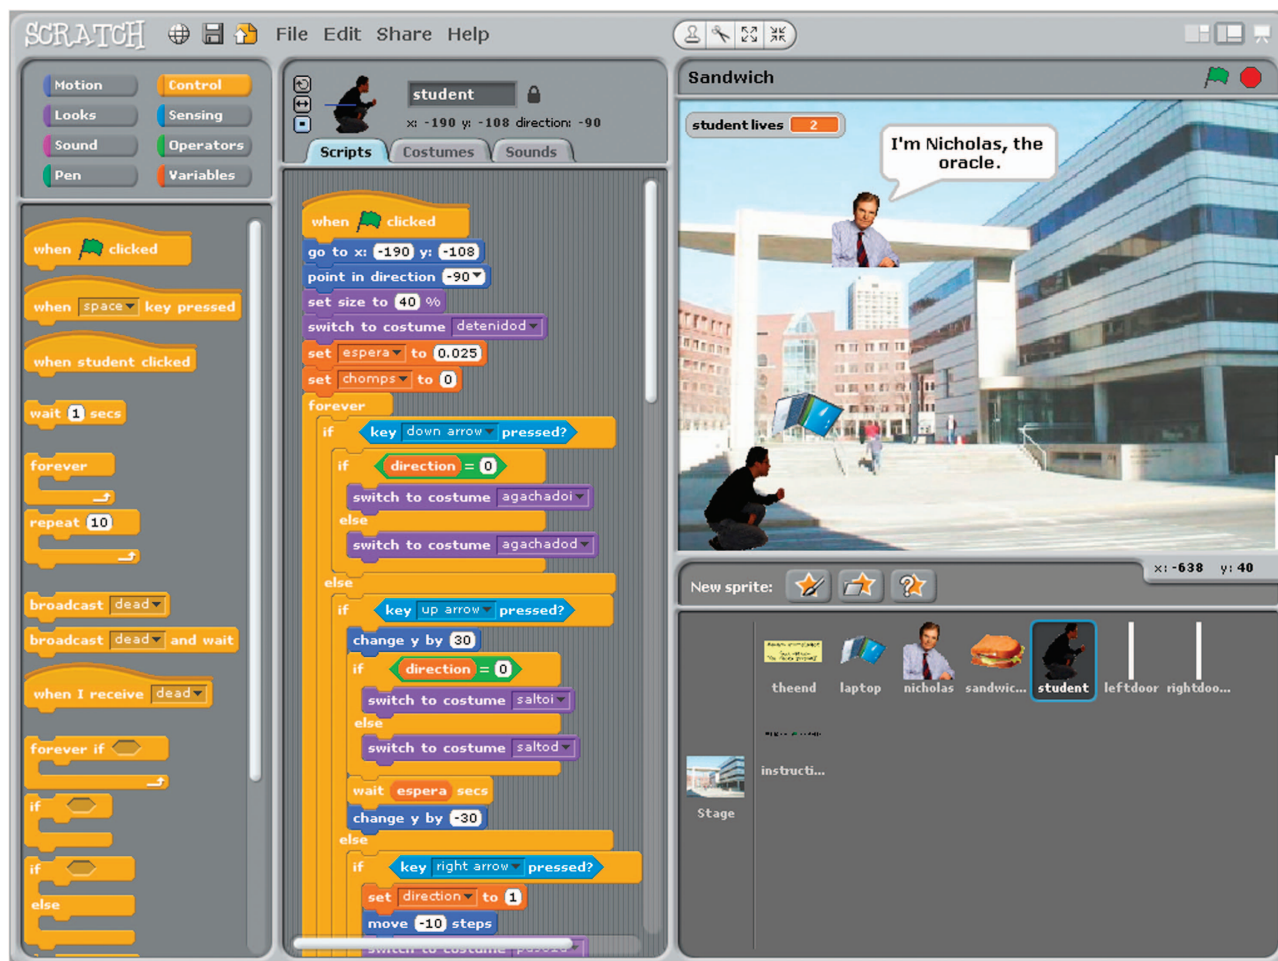 SCRATCH File Edit Share Help
Motion Control
Looks Sensing
Sound Operators
Pen Variables
when clicked
when space key pressed
when student clicked
wait 1 secs
forever
repeat 10
broadcast dead
broadcast dead and wait
when I receive dead
forever if
if
if
else
student
x: -190 y: -108 direction: -90
Scripts Costumes Sounds
when clicked
go to x: -190 y: -108
point in direction -90
set size to 40 %
switch to costume detenidod
set espera to 0.025
set chomps to 0
forever
if key down arrow pressed?
if direction = 0
switch to costume agachadoi
else
switch to costume agachadod
else
if key up arrow pressed?
change y by 30
if direction = 0
switch to costume saltoi
else
switch to costume saltod
wait espera secs
change y by -30
else
if key right arrow pressed?
set direction to 1
move -10 steps
switch to costume
Sandwich
student lives 2
I'm Nicholas, the
oracle.
x: -638 y: 40
New sprite:
theend laptop nicholas sandwic... student leftdoor rightdoo...
instructi...
Stage